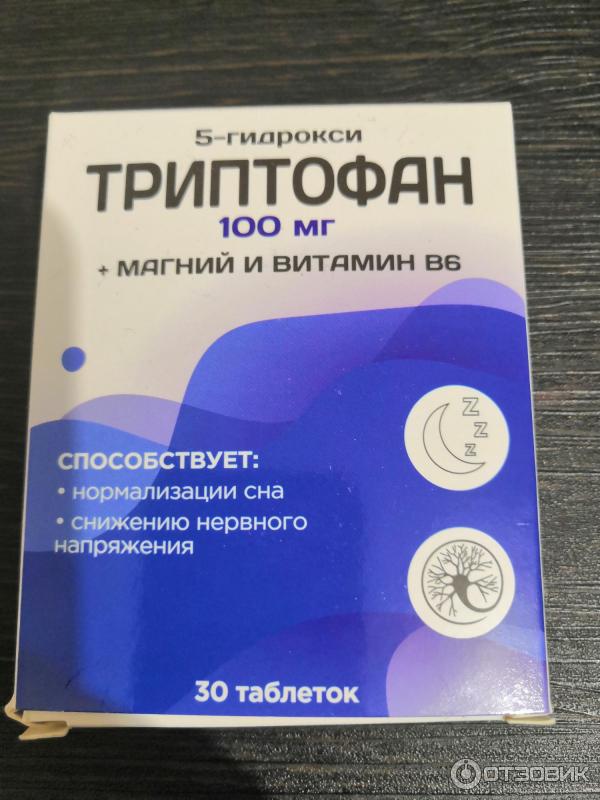 5-гидрокси
ТРИПТОФАН
100 мг
+ МАГНИЙ И ВИТАМИН В6
Z
Z
Z
СПОСОБСТВУЕТ:
• нормализации сна
• снижению нервного
напряжения
30 таблеток
ОТЗОВИК